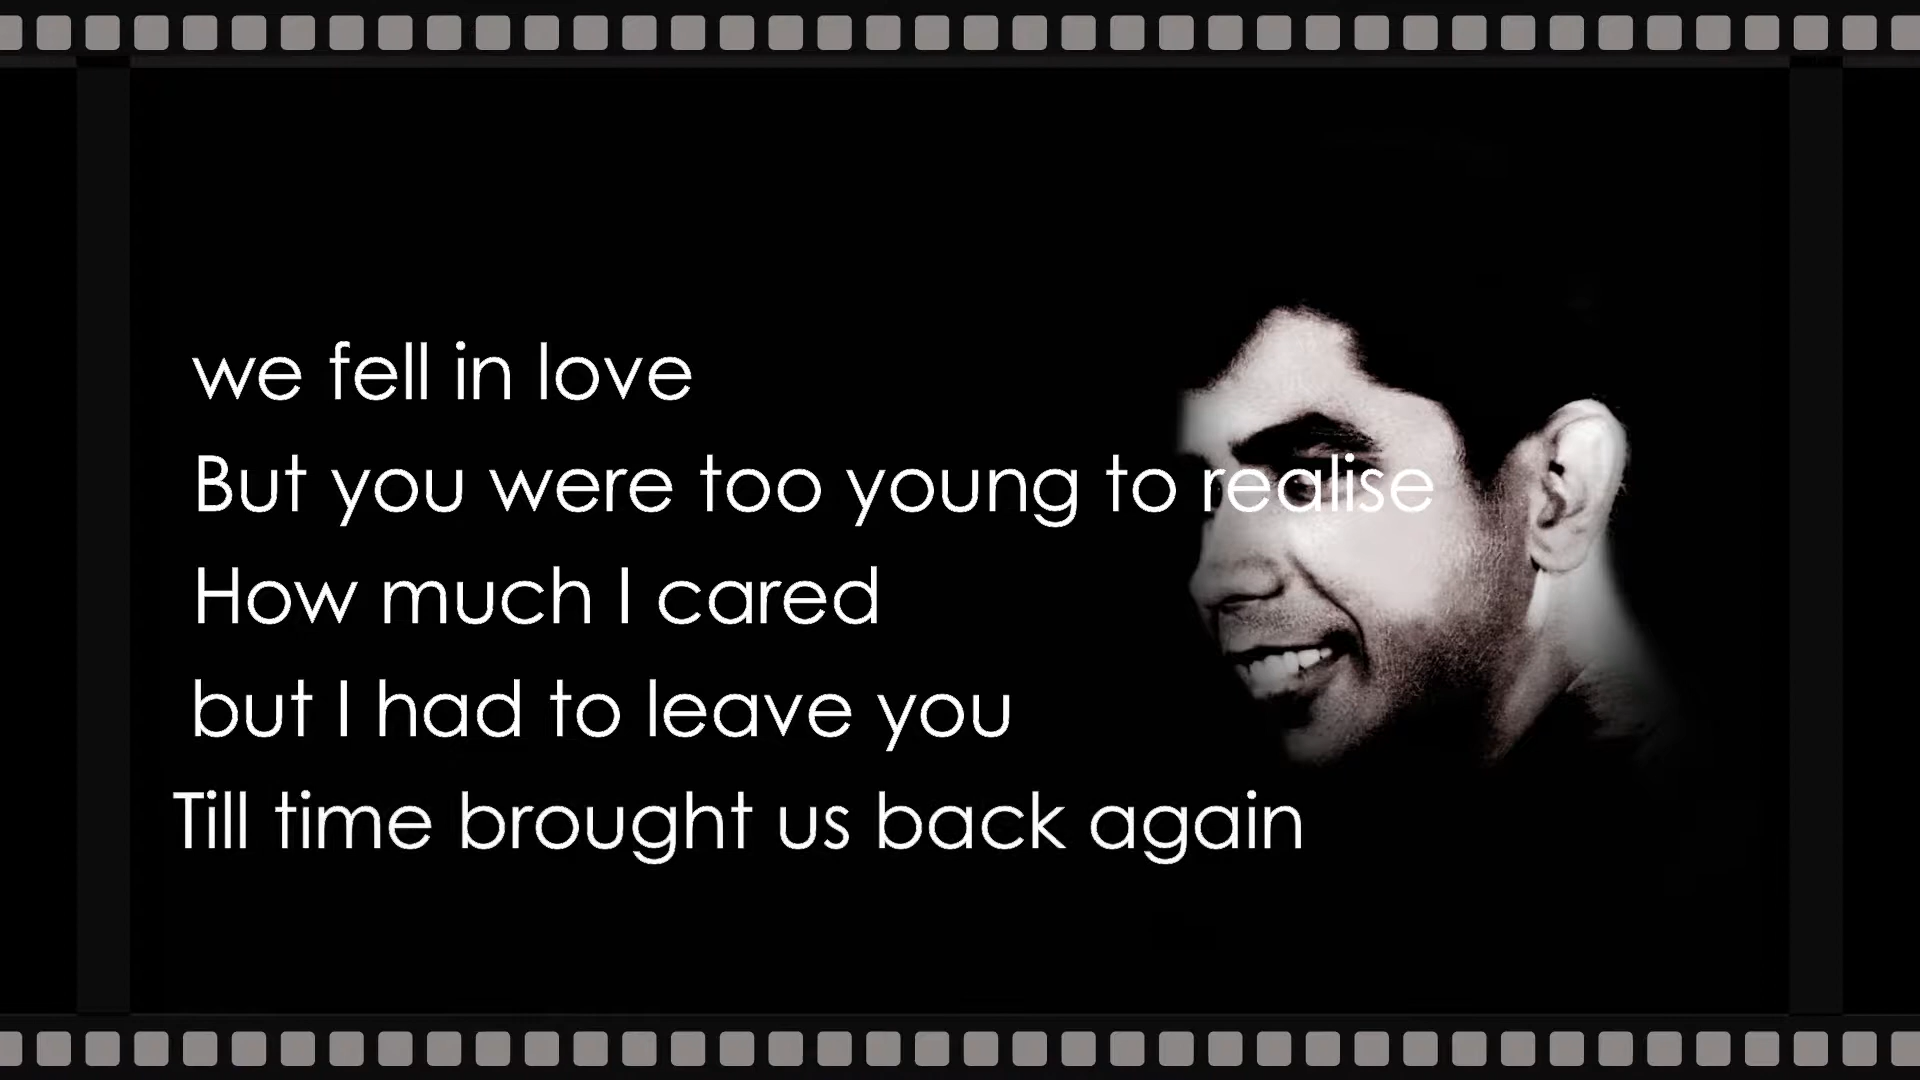 we fell in love
But you were too young to realise
How much I cared
but I had to leave you
Till time brought us back again